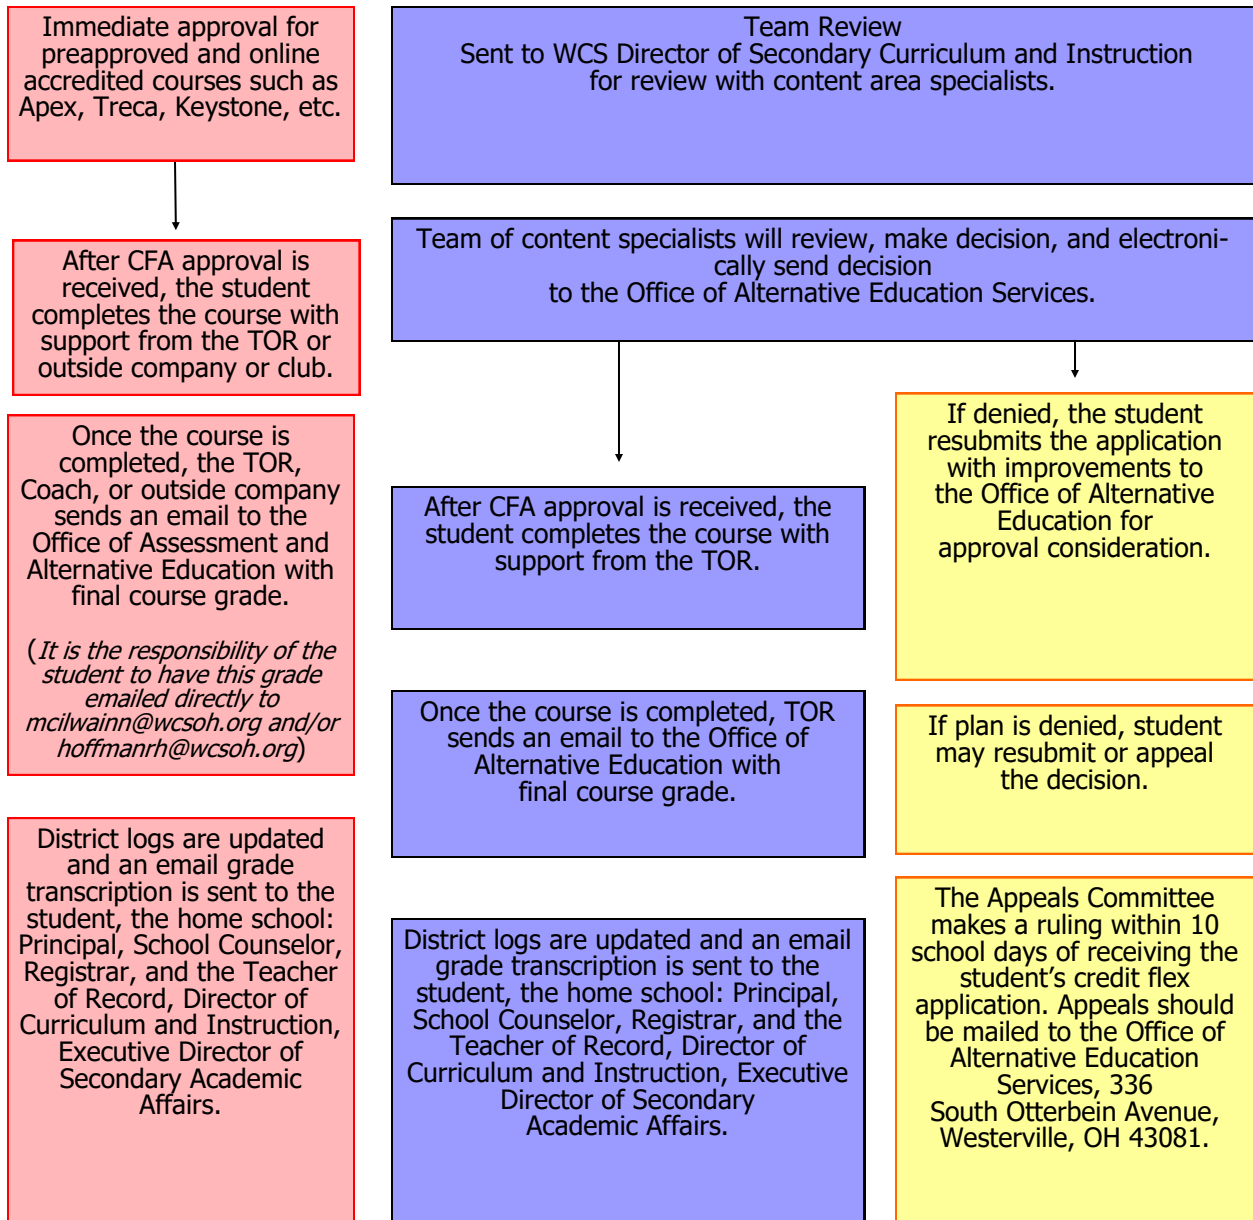 Immediate approval for
preapproved and online
accredited courses such as
Apex, Treca, Keystone, etc.
After CFA approval is
received, the student
completes the course with
support from the TOR or
outside company or club.
Once the course is
completed, the TOR,
Coach, or outside company
sends an email to the
Office of Assessment and
Alternative Education with
final course grade.
(It is the responsibility of the
student to have this grade
emailed directly to
mcilwainn@wcsoh.org and/or
hoffmanrh@wcsoh.org)
District logs are updated
and an email grade
transcription is sent to the
student, the home school:
Principal, School Counselor,
Registrar, and the Teacher
of Record, Director of
Curriculum and Instruction,
Executive Director of
Secondary Academic
Affairs.
Team Review
Sent to WCS Director of Secondary Curriculum and Instruction
for review with content area specialists.
Team of content specialists will review, make decision, and electroni-
cally send decision
to the Office of Alternative Education Services.
After CFA approval is received, the
student completes the course with
support from the TOR.
Once the course is completed, TOR
sends an email to the Office of
Alternative Education with
final course grade.
District logs are updated and an email
grade transcription is sent to the
student, the home school: Principal,
School Counselor, Registrar, and the
Teacher of Record, Director of
Curriculum and Instruction, Executive
Director of Secondary
Academic Affairs.
If denied, the student
resubmits the application
with improvements to
the Office of Alternative
Education for
approval consideration.
If plan is denied, student
may resubmit or appeal
the decision.
The Appeals Committee
makes a ruling within 10
school days of receiving the
student’s credit flex
application. Appeals should
be mailed to the Office of
Alternative Education
Services, 336
South Otterbein Avenue,
Westerville, OH 43081.